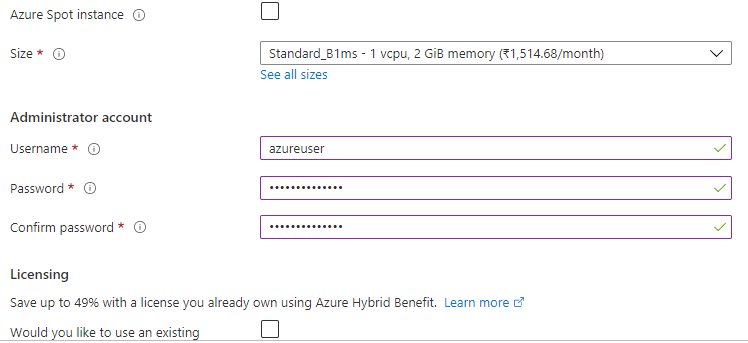 Azure Spot instance
Size *
Standard_B1ms - 1 vcpu, 2 GiB memory (₹1,514.68/month)
See all sizes
Administrator account
Username *
azureuser
Password *
••••••••••••••
Confirm password *
••••••••••••••
Licensing
Save up to 49% with a license you already own using Azure Hybrid Benefit. Learn more
Would you like to use an existing